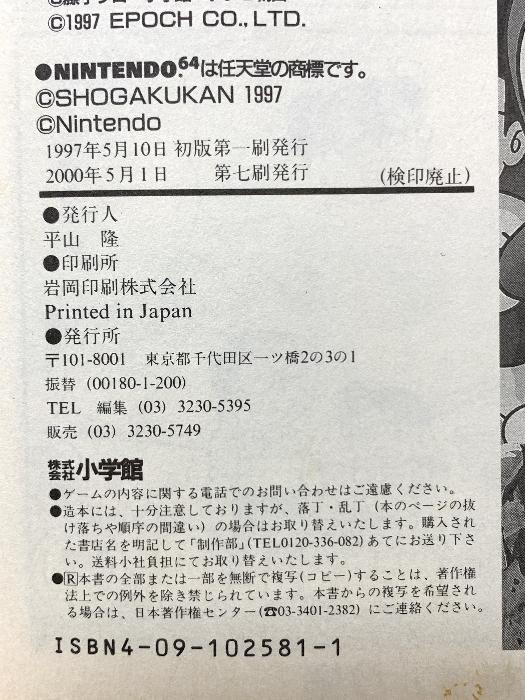 ©1997 EPOCH CO., LTD.
●NINTENDO64は任天堂の商標です。
©SHOGAKUKAN 1997
©Nintendo
1997年5月10日 初版第一刷発行
2000年5月1日 第七刷発行 (検印廃止)
●発行人
平山 隆
●印刷所
岩岡印刷株式会社
Printed in Japan
●発行所
〒101-8001 東京都千代田区一ツ橋2の3の1
振替 (00180-1-200)
TEL 編集 (03) 3230-5395
販売 (03) 3230-5749
株式会社 小学館
●ゲームの内容に関する電話でのお問い合わせはご遠慮ください。
●造本には、十分注意しておりますが、落丁・乱丁 (本のページの抜
け落ちや順序の間違い) の場合はお取り替えいたします。購入され
た書店名を明記して「制作部」(TEL0120-336-082) あてにお送り下さ
い。送料小社負担にてお取り替えいたします。
●Ⓡ本書の全部または一部を無断で複写(コピー)することは、著作権
法上での例外を除き禁じられています。本書からの複写を希望され
る場合は、日本著作権センター(☎03-3401-2382) にご連絡ください。
ISBN4-09-102581-1